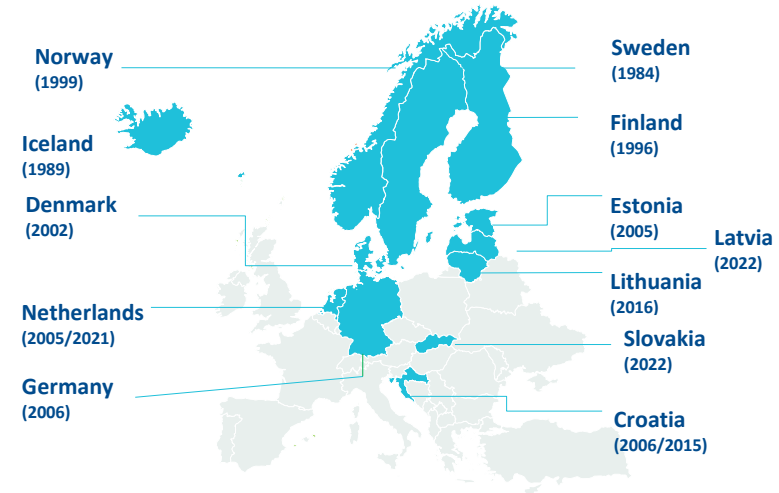 Norway
(1999)
Iceland
(1989)
Denmark
(2002)
Netherlands
(2005/2021)
Germany
(2006)
Sweden
(1984)
Finland
(1996)
Estonia
(2005)
Latvia
(2022)
Lithuania
(2016)
Slovakia
(2022)
Croatia
(2006/2015)